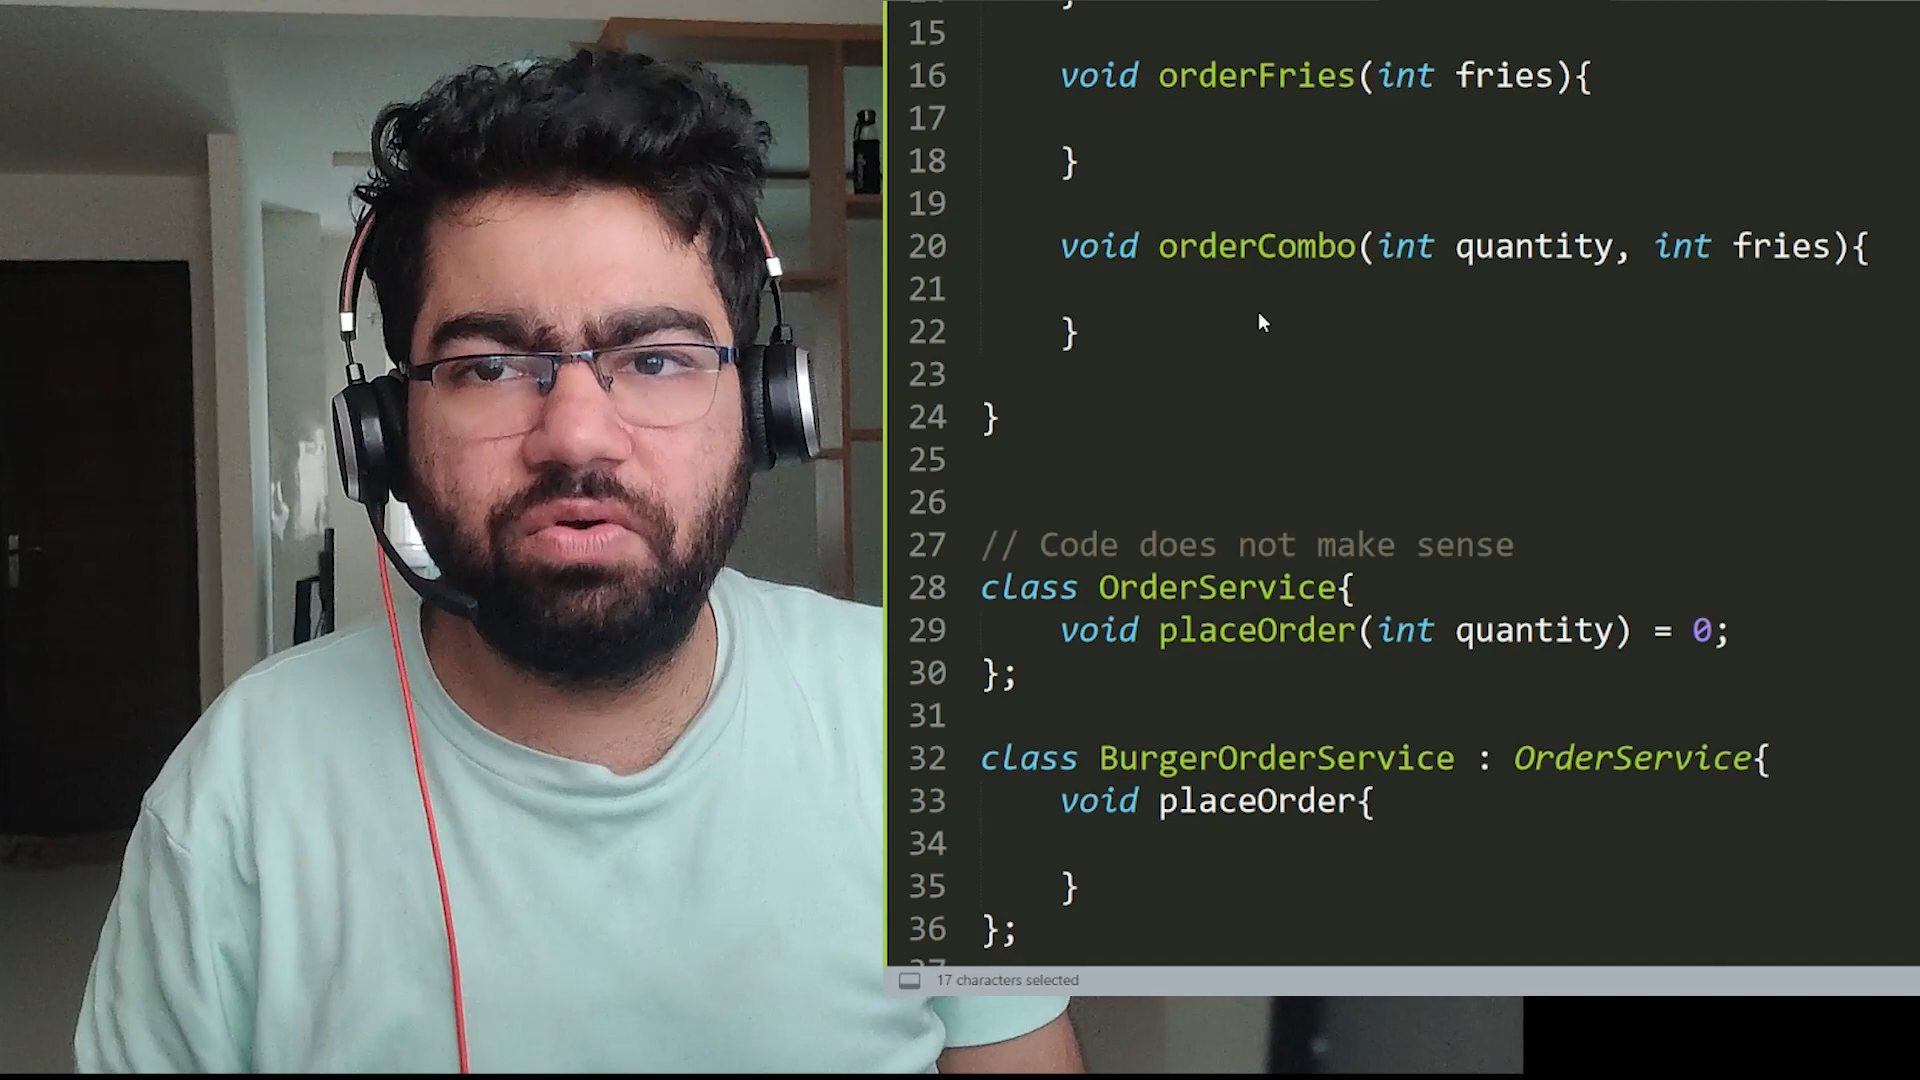 15
16 void orderFries(int fries){
17
18 }
19
20 void orderCombo(int quantity, int fries){
21
22 }
23
24 }
25
26
27 // Code does not make sense
28 class OrderService{
29 void placeOrder(int quantity) = 0;
30 };
31
32 class BurgerOrderService : OrderService{
33 void placeOrder{
34
35 }
36 };
17 characters selected